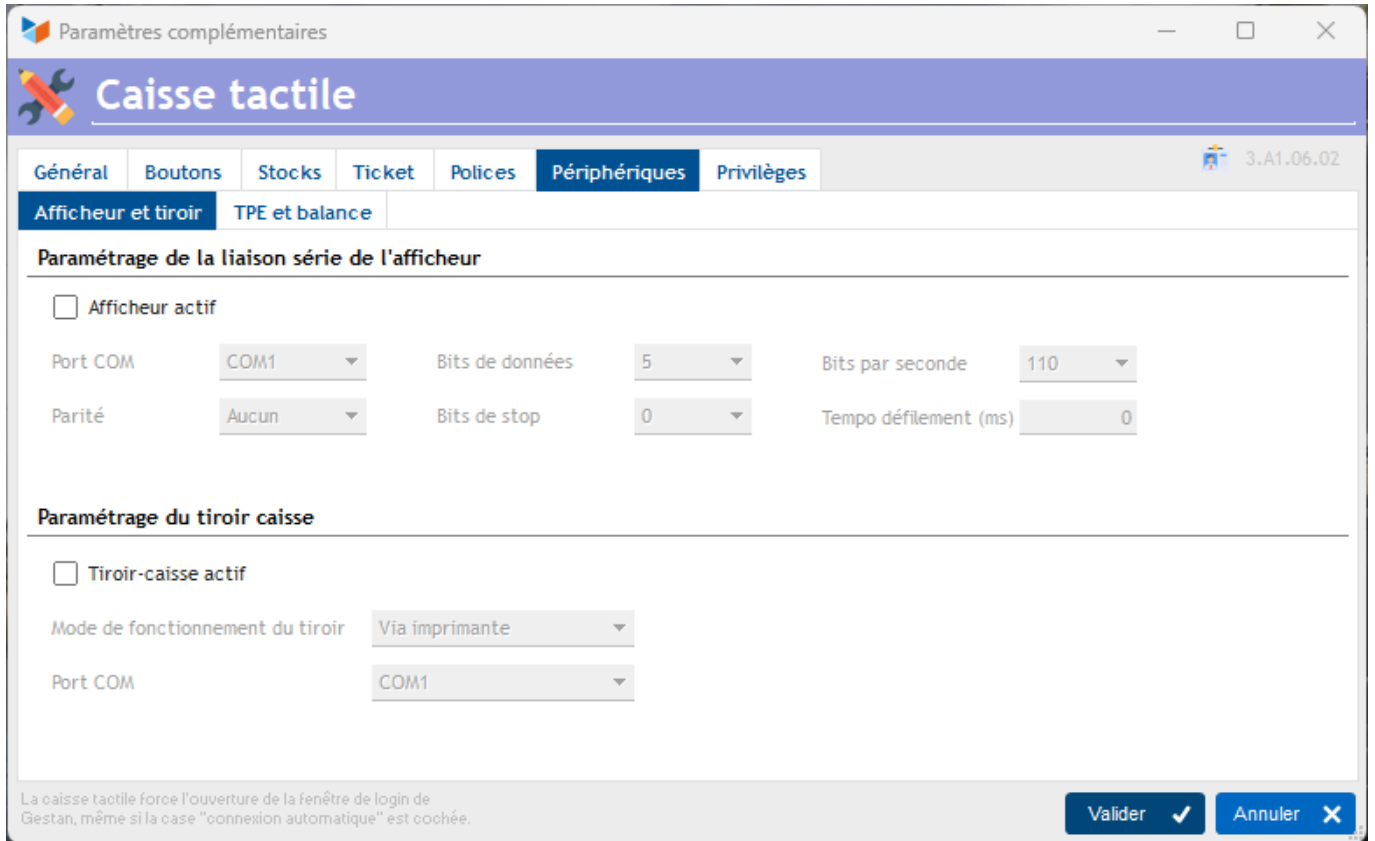 Paramètres complémentaires
Caisse tactile
Général Boutons Stocks Ticket Polices Périphériques Privilèges 3.A1.06.02
Afficheur et tiroir TPE et balance
Paramétrage de la liaison série de l'afficheur
Afficheur actif
Port COM COM1 Bits de données 5 Bits par seconde 110
Parité Aucun Bits de stop 0 Tempo défilement (ms) 0
Paramétrage du tiroir caisse
Tiroir-caisse actif
Mode de fonctionnement du tiroir Via imprimante
Port COM COM1
La caisse tactile force l'ouverture de la fenêtre de login de
Gestan, même si la case "connexion automatique" est cochée.
Valider Annuler